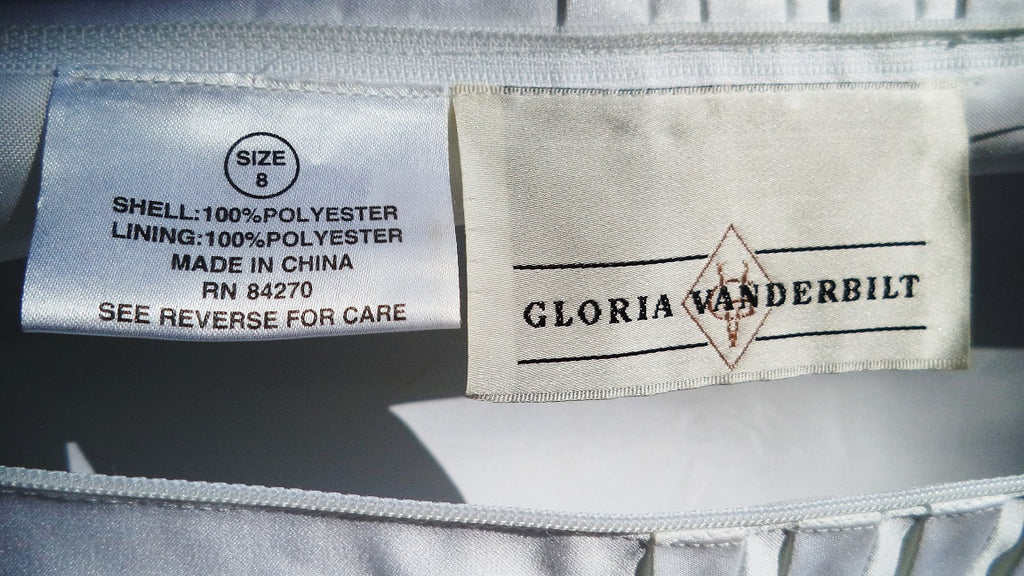 SIZE
8
SHELL:100%POLYESTER
LINING:100%POLYESTER
MADE IN CHINA
RN 84270
SEE REVERSE FOR CARE
GLORIA VANDERBILT